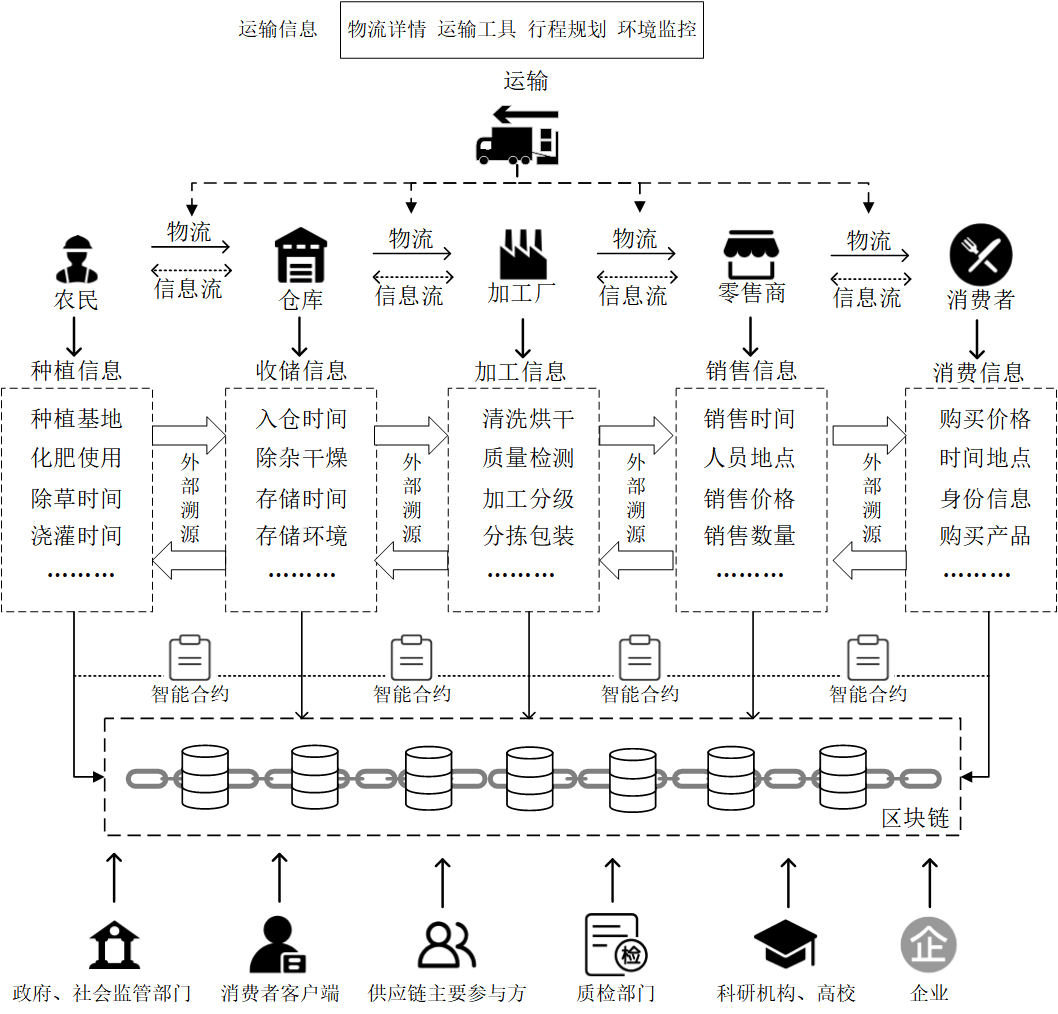 运输信息 物流详情 运输工具 行程规划 环境监控
运输
物流 物流 物流 物流
信息流 信息流 信息流 信息流
农民 仓库 加工厂 零售商 消费者
种植信息 收储信息 加工信息 销售信息 消费信息
种植基地 入仓时间 清洗烘干 销售时间 购买价格
化肥使用 除杂干燥 质量检测 人员地点 时间地点
除草时间 存储时间 加工分级 销售价格 身份信息
浇灌时间 存储环境 分拣包装 销售数量 购买产品
……… ……… ……… ……… ………
外部溯源 外部溯源 外部溯源 外部溯源
智能合约 智能合约 智能合约 智能合约
区块链
检 企
政府、社会监管部门 消费者客户端 供应链主要参与方 质检部门 科研机构、高校 企业